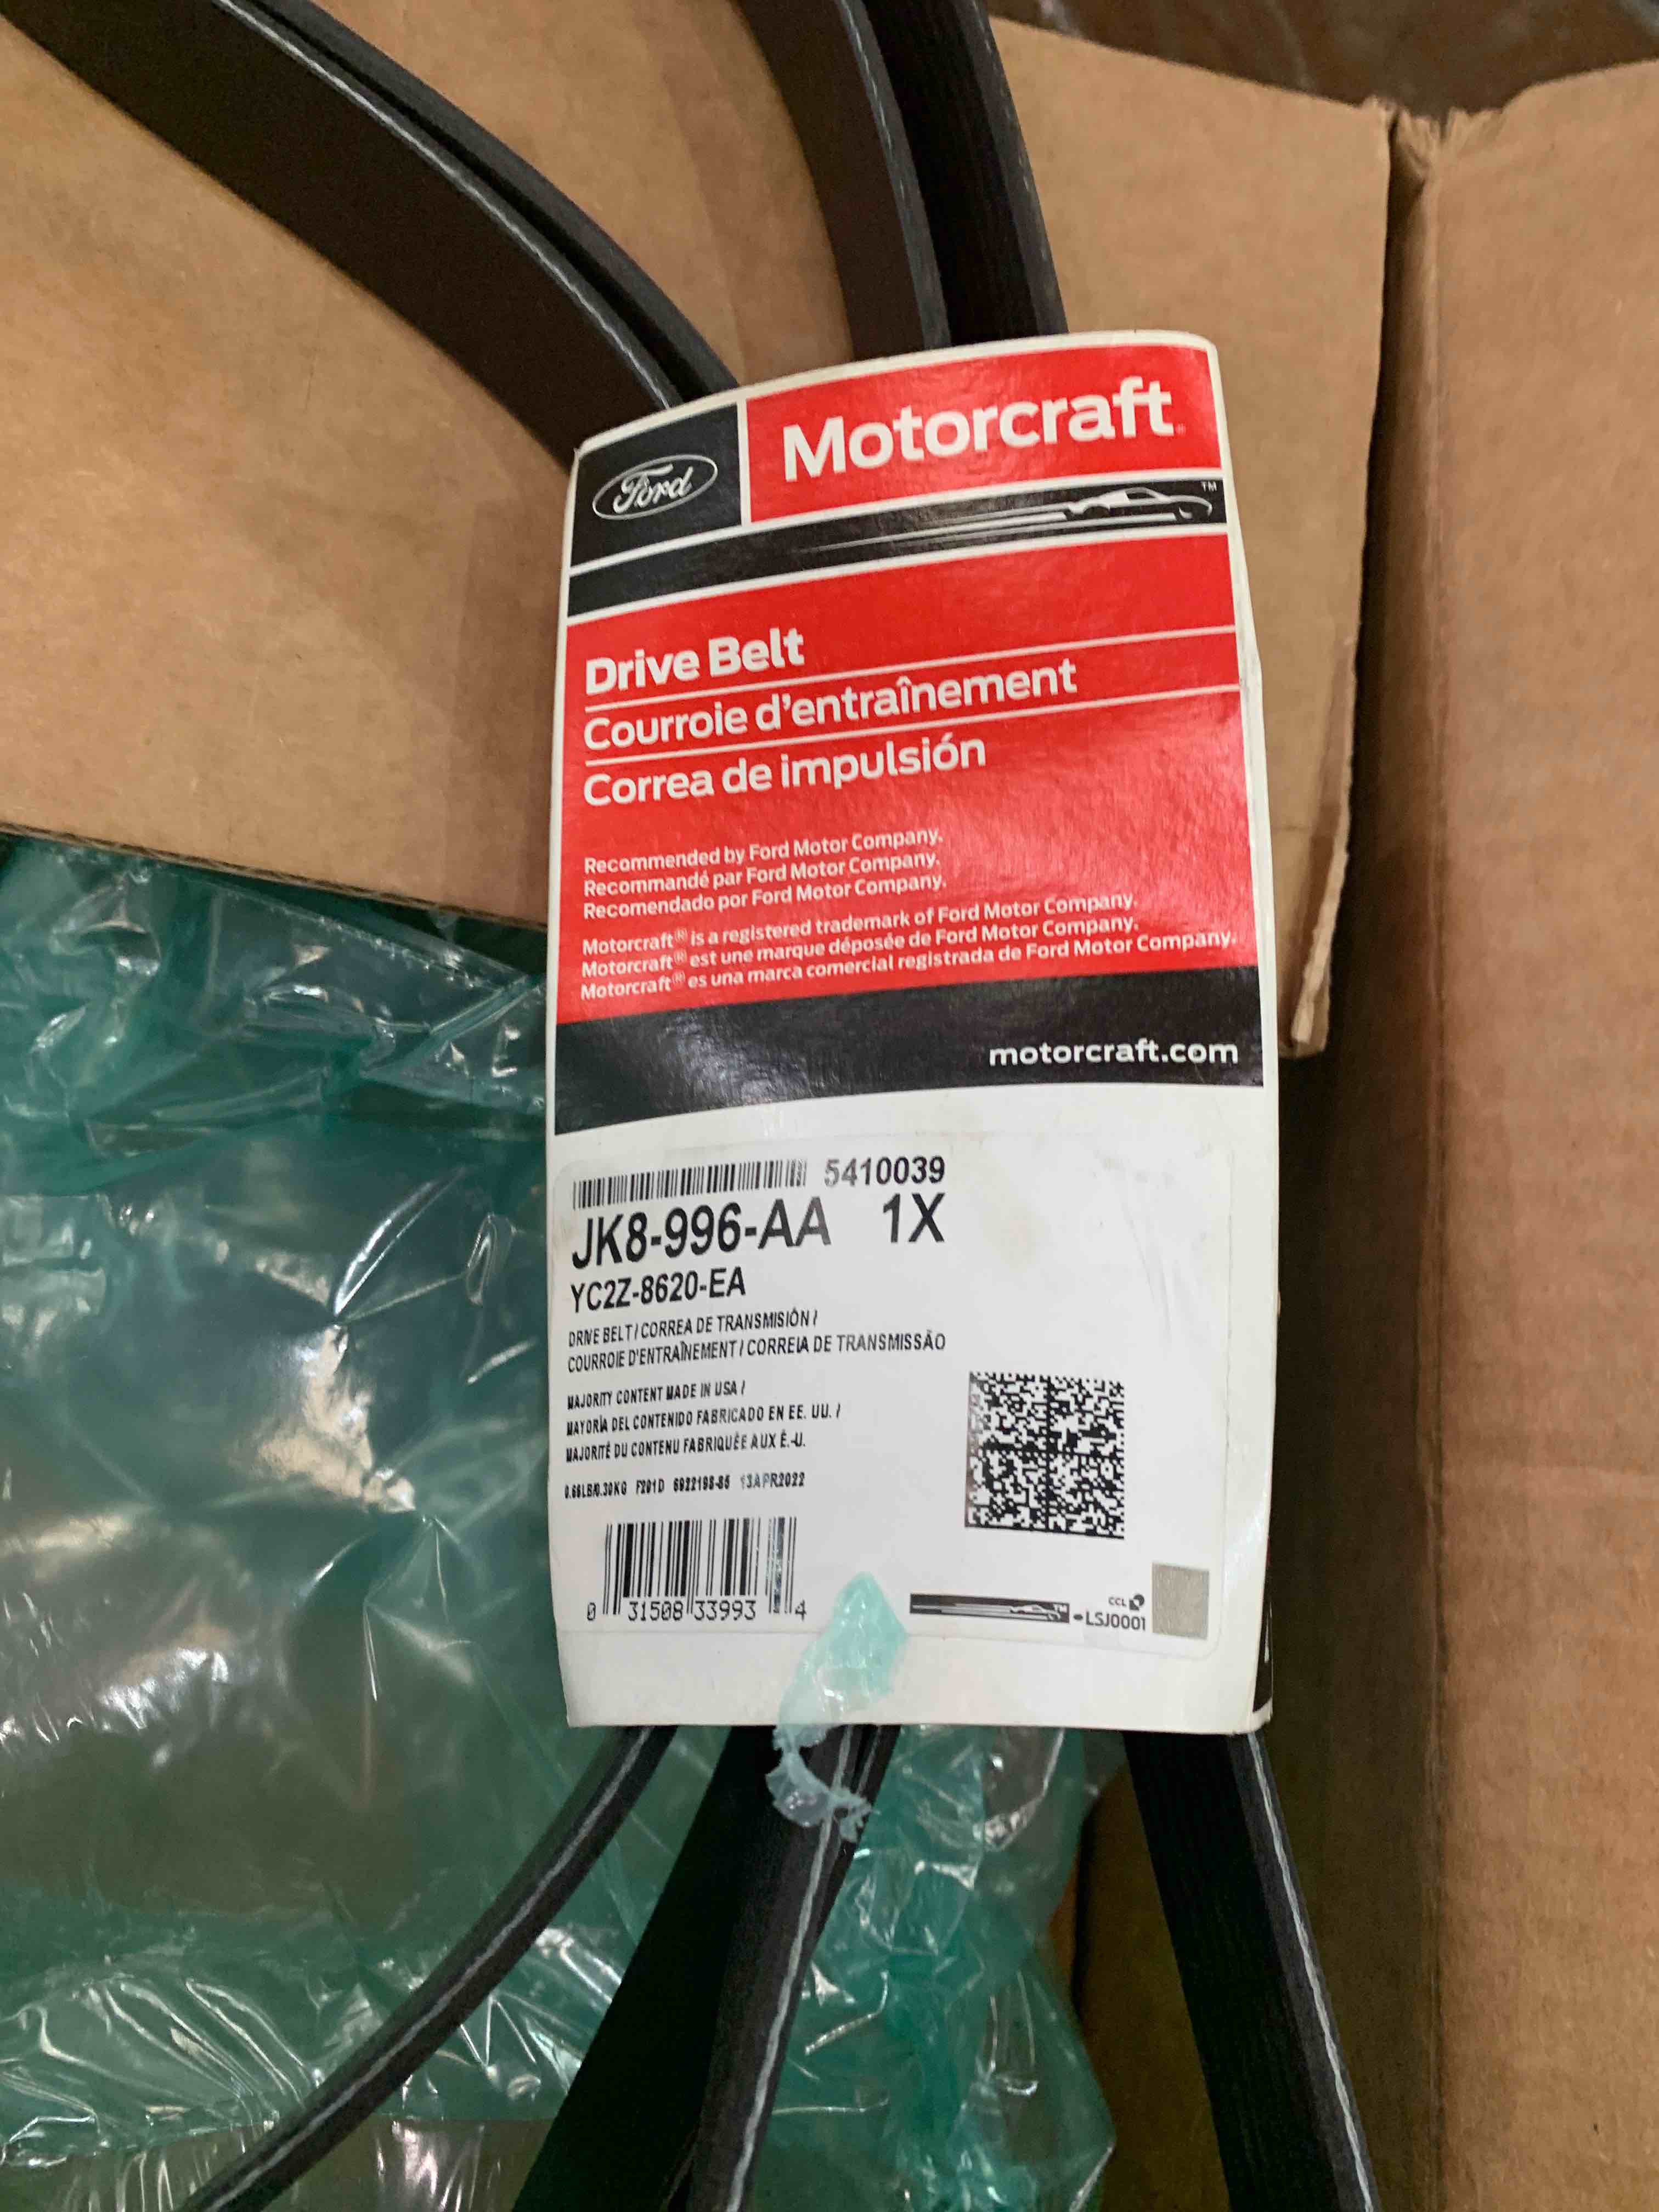 Ford
Motorcraft
TM
Drive Belt
Courroie d'entraînement
Correa de impulsión
Recommended by Ford Motor Company.
Recommandé par Ford Motor Company.
Recomendado por Ford Motor Company.
Motorcraft® is a registered trademark of Ford Motor Company.
Motorcraft® est une marque déposée de Ford Motor Company.
Motorcraft® es una marca comercial registrada de Ford Motor Company.
motorcraft.com
5410039
JK8-996-AA 1X
YC2Z-8620-EA
DRIVE BELT / CORREA DE TRANSMISIÓN /
COURROIE D'ENTRAÎNEMENT / CORREIA DE TRANSMISSÃO
MAJORITY CONTENT MADE IN USA /
MAYORÍA DEL CONTENIDO FABRICADO EN EE. UU. /
MAJORITÉ DU CONTENU FABRIQUÉE AUX É.-U.
F201D 6922198-85 13APR2022
0 31508 33993 4
TM
CCL
-LSJ0001